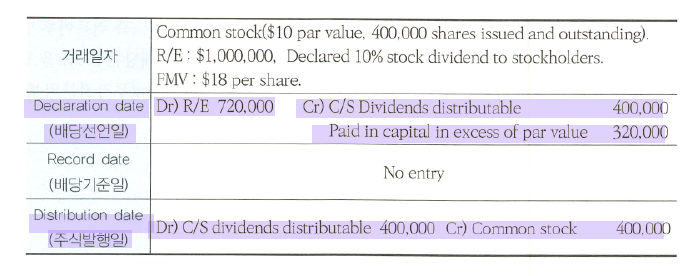 거래일자
Common stock($10 par value, 400,000 shares issued and outstanding).
R/E : $1,000,000, Declared 10% stock dividend to stockholders.
FMV : $18 per share.
Declaration date
(배당선언일)
Dr) R/E 720,000 Cr) C/S Dividends distributable 400,000
Paid in capital in excess of par value 320,000
Record date
(배당기준일)
No entry
Distribution date
(주식발행일)
Dr) C/S dividends distributable 400,000 Cr) Common stock 400,000